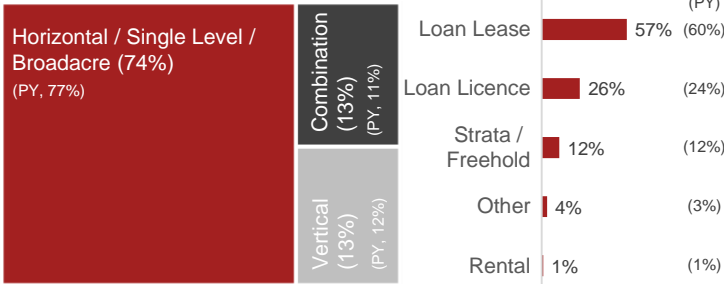 Horizontal / Single Level /
Broadacre (74%)
(PY, 77%)
Combination
(13%)
(PY, 11%)
Vertical
(13%)
(PY, 12%)
(PY)
Loan Lease 57% (60%)
Loan Licence 26% (24%)
Strata /
Freehold 12% (12%)
Other 4% (3%)
Rental 1% (1%)